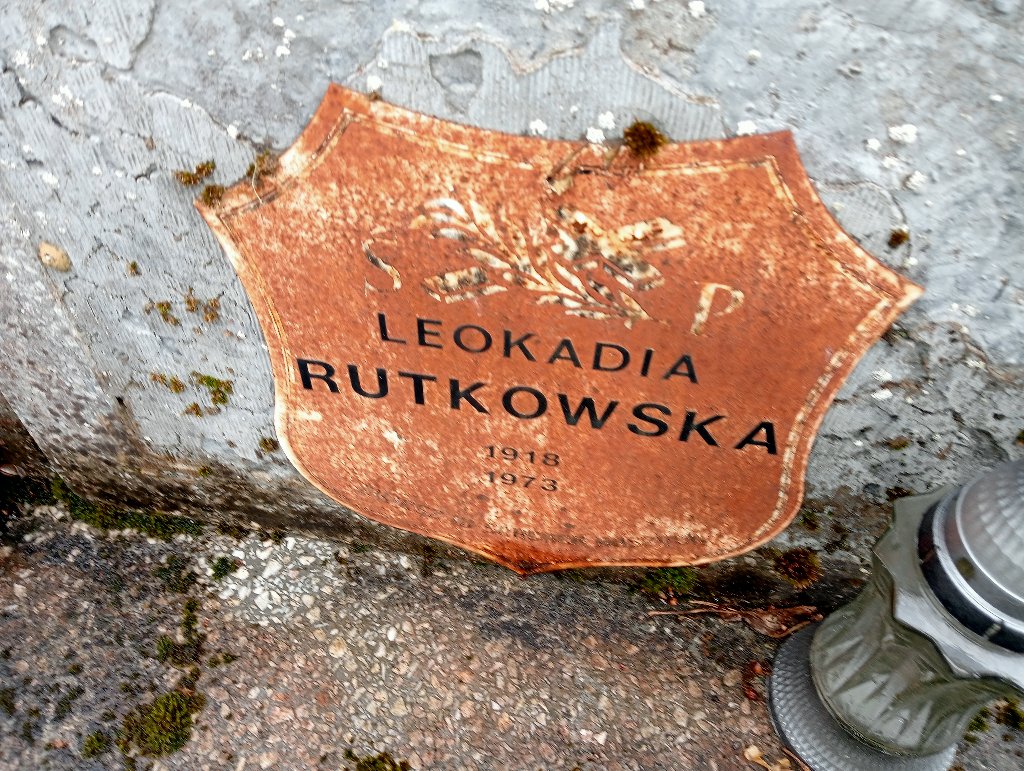 S P
LEOKADIA
RUTKOWSKA
1918
1973